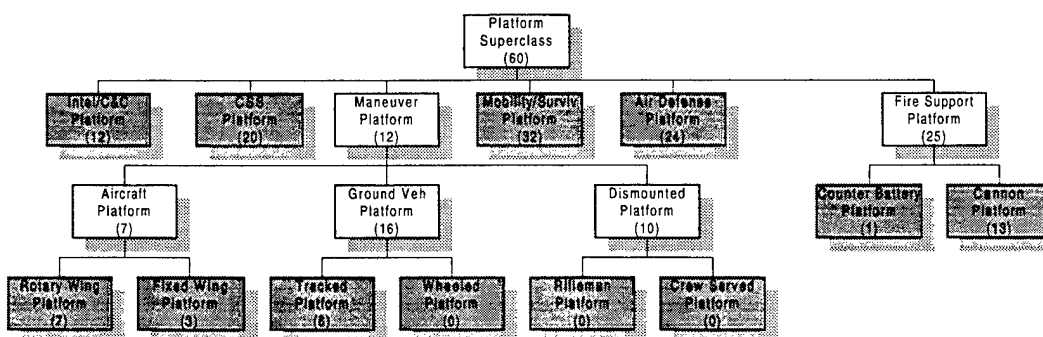 Platform
Superclass
(60)
Intel/C&C
Platform
(12)
CSS
Platform
(20)
Maneuver
Platform
(12)
Mobility/Surviv
Platform
(32)
Air Defense
Platform
(24)
Fire Support
Platform
(25)
Aircraft
Platform
(7)
Ground Veh
Platform
(16)
Dismounted
Platform
(10)
Counter Battery
Platform
(1)
Cannon
Platform
(13)
Rotary Wing
Platform
(7)
Fixed Wing
Platform
(3)
Tracked
Platform
Wheeled
Platform
(0)
Rifleman
Platform
(0)
Crew Served
Platform
(0)